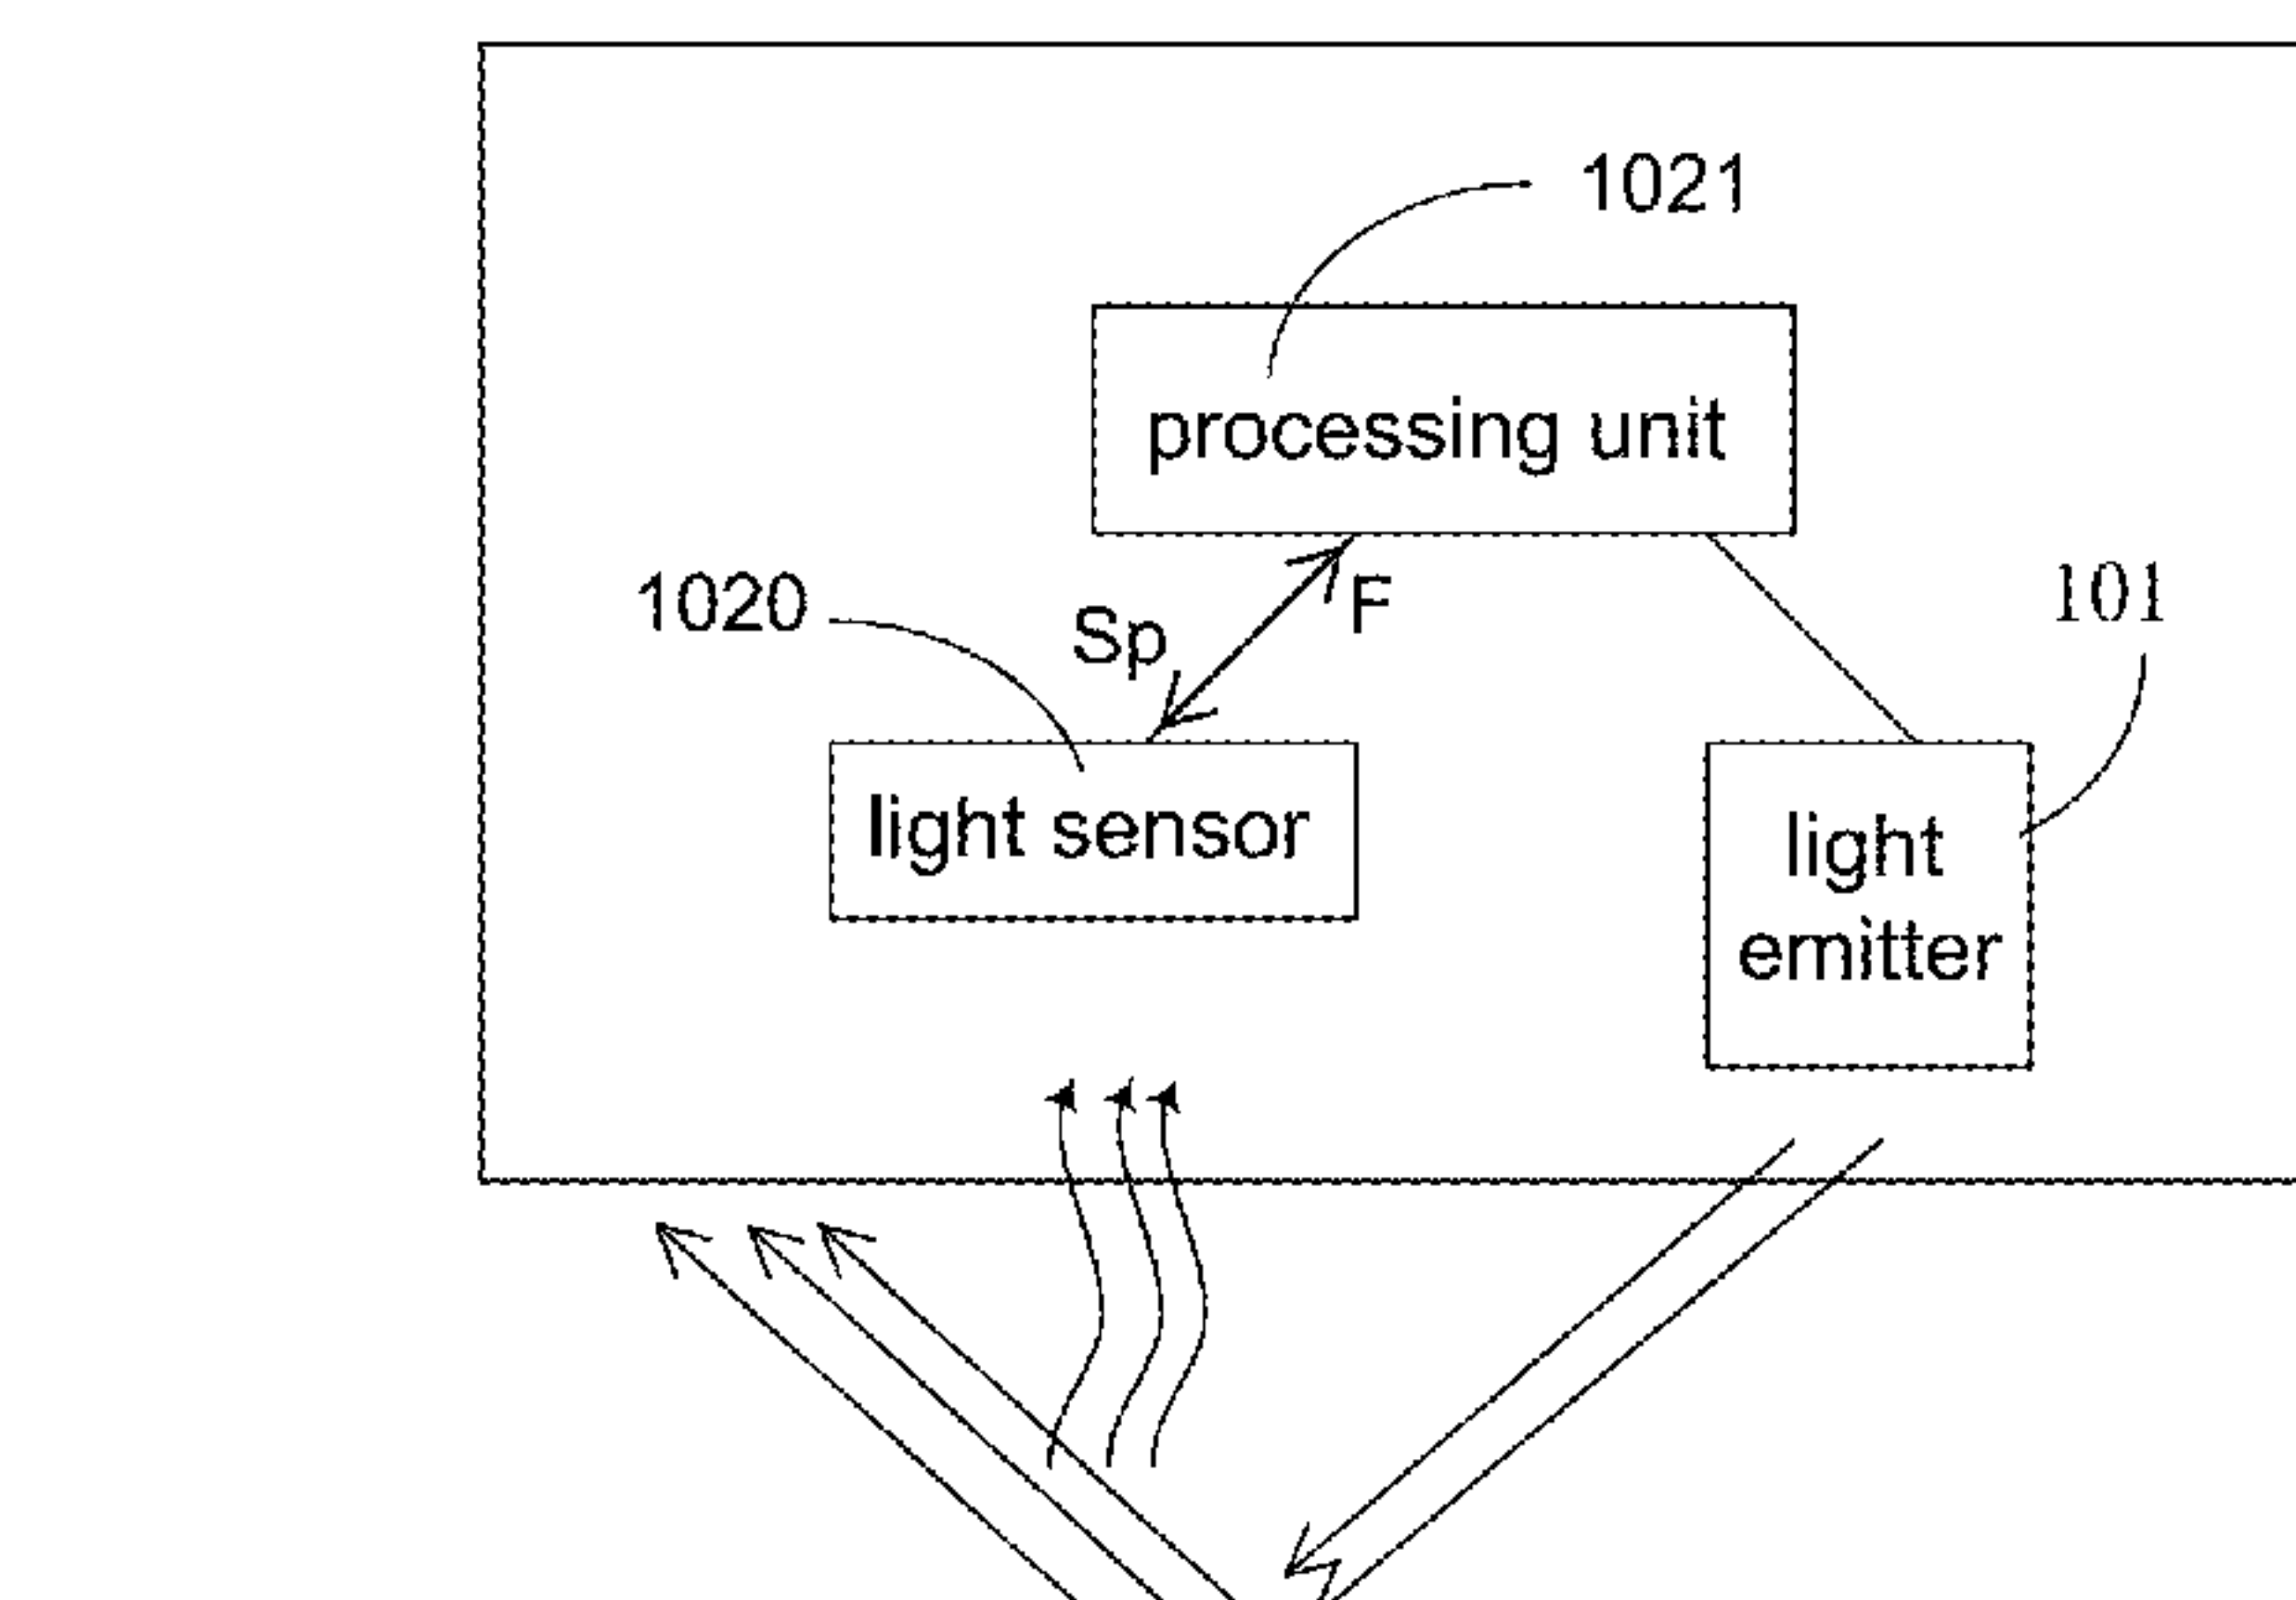 1021
processing unit
101
1020
Sp
F
light sensor
light
emitter